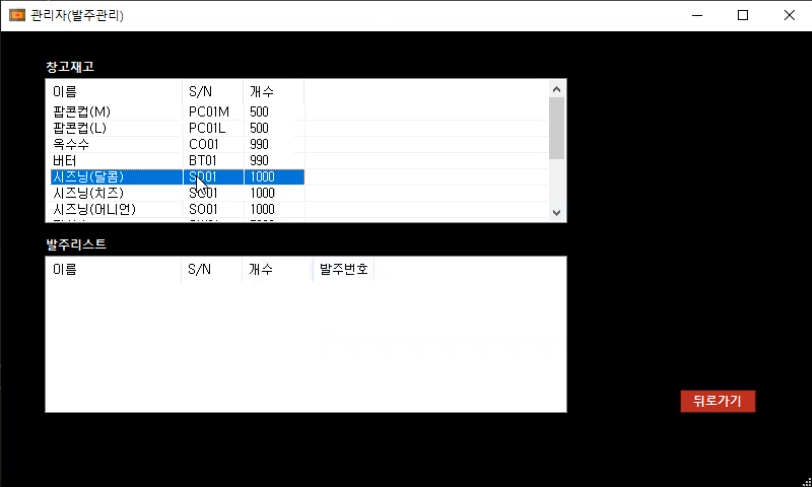 관리자(발주관리)
창고재고
이름 S/N 개수
팝콘컵(M) PC01M 500
팝콘컵(L) PC01L 500
옥수수 CO01 990
버터 BT01 990
시즈닝(달콤) SD01 1000
시즈닝(치즈) SC01 1000
시즈닝(어니언) SO01 1000
발주리스트
이름 S/N 개수 발주번호
뒤로가기